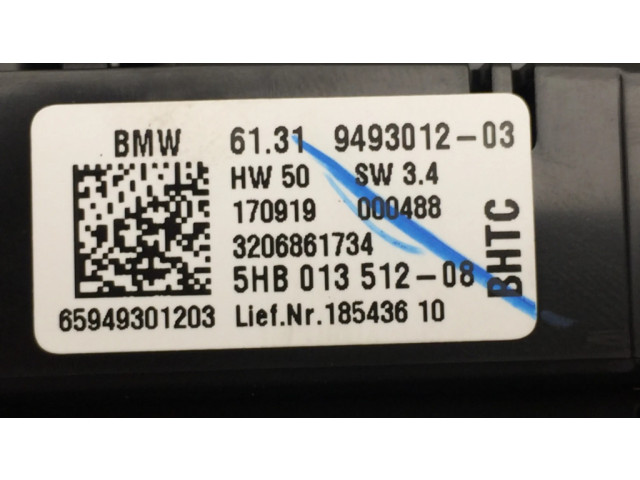 BMW 61.31 9493012-03
HW 50 SW 3.4
170919 000488
3206861734
5HB 013 512-08
65949301203 Lief.Nr.185436 10
BHTC